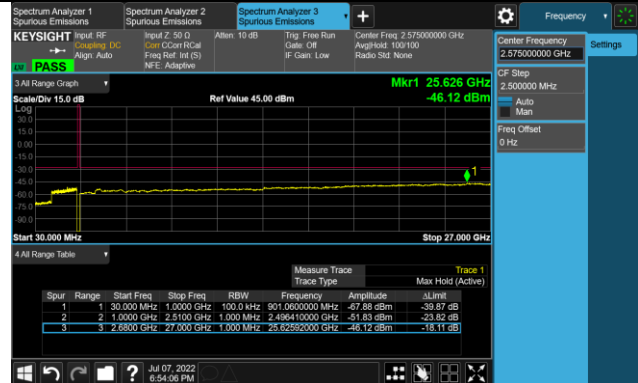 Spectrum Analyzer 1
Spurious Emissions
Spectrum Analyzer 2
Spurious Emissions
Spectrum Analyzer 3
Spurious Emissions
Frequency
KEYSIGHT
Input: RF
Coupling: DC
Align: Auto
Input Z: 50 Ω
Corr CCorr RCal
Freq Ref: Int (S)
NFE: Adaptive
Atten: 10 dB
Trig: Free Run
Gate: Off
IF Gain: Low
Center Freq: 2.575000000 GHz
Avg|Hold: 100/100
Radio Std: None
PASS
Center Frequency
2.575000000 GHz
Settings
CF Step
2.500000 MHz
Auto
Man
Freq Offset
0 Hz
3 All Range Graph
Mkr1 25.626 GHz
Scale/Div 15.0 dB
Ref Value 45.00 dBm
-46.12 dBm
Log
30.0
15.0
0.00
-15.0
-30.0
-45.0
-60.0
-75.0
-90.0
1
Start 30.000 MHz
Stop 27.000 GHz
4 All Range Table
Measure Trace Trace 1
Trace Type Max Hold (Active)
Spur Range Start Freq Stop Freq RBW Frequency Amplitude ΔLimit
1 1 30.000 MHz 1.0000 GHz 100.0 kHz 901.0600000 MHz -67.88 dBm -39.87 dB
2 2 1.0000 GHz 2.5100 GHz 1.000 MHz 2.496410000 GHz -51.83 dBm -23.82 dB
3 3 2.6800 GHz 27.000 GHz 1.000 MHz 25.62592000 GHz -46.12 dBm -18.11 dB
Jul 07, 2022
6:54:06 PM